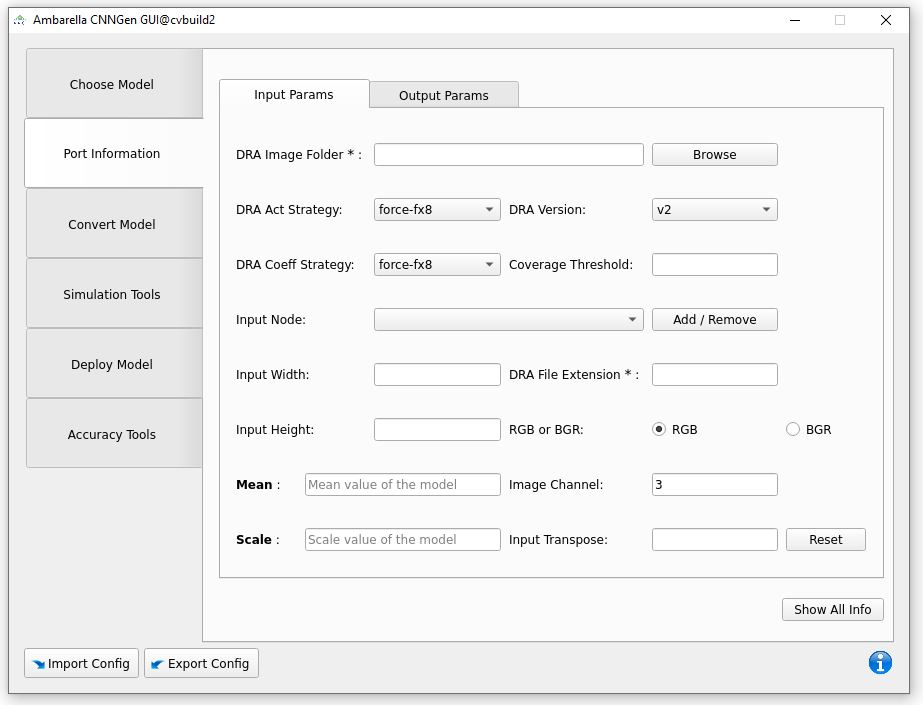 Ambarella CNNGen GUI@cvbuild2
Choose Model
Port Information
Convert Model
Simulation Tools
Deploy Model
Accuracy Tools
Input Params Output Params
DRA Image Folder * : Browse
DRA Act Strategy: force-fx8 DRA Version: v2
DRA Coeff Strategy: force-fx8 Coverage Threshold:
Input Node: Add / Remove
Input Width: DRA File Extension * :
Input Height: RGB or BGR: RGB BGR
Mean : Mean value of the model Image Channel: 3
Scale : Scale value of the model Input Transpose: Reset
Show All Info
Import Config Export Config